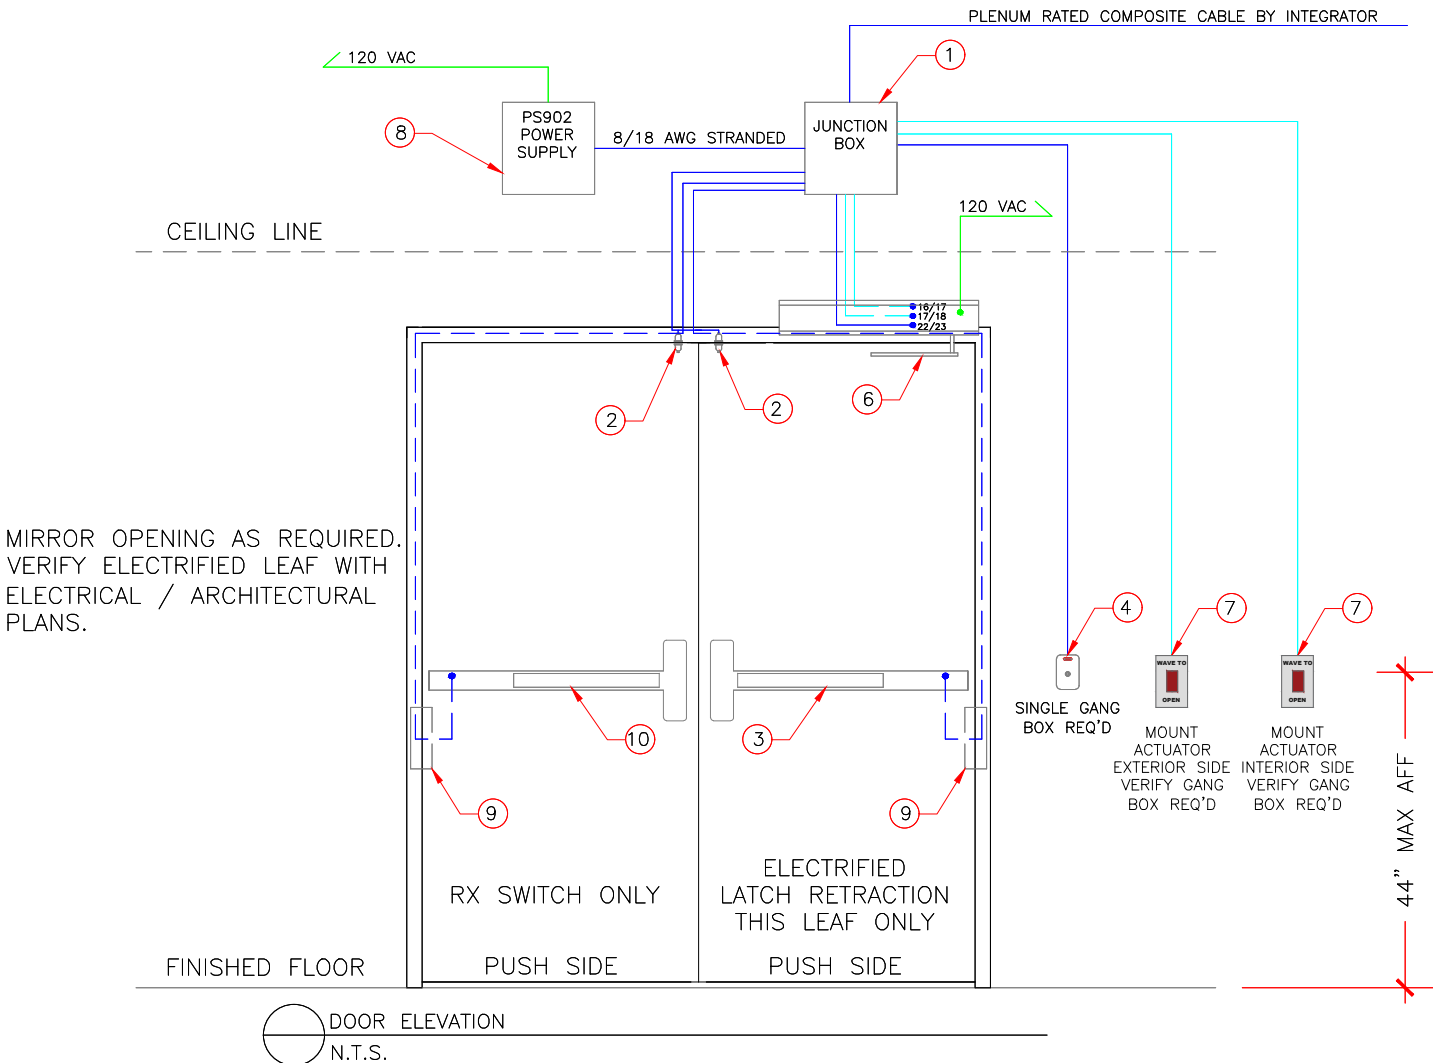 PLENUM RATED COMPOSITE CABLE BY INTEGRATOR
120 VAC
1
PS902
POWER
SUPPLY
8
8/18 AWG STRANDED
JUNCTION
BOX
120 VAC
CEILING LINE
16/17
17/18
22/23
2
2
6
MIRROR OPENING AS REQUIRED.
VERIFY ELECTRIFIED LEAF WITH
ELECTRICAL / ARCHITECTURAL
PLANS.
4
7
7
WAVE TO
OPEN
WAVE TO
OPEN
SINGLE GANG
BOX REQ'D
MOUNT
ACTUATOR
EXTERIOR SIDE
VERIFY GANG
BOX REQ'D
MOUNT
ACTUATOR
INTERIOR SIDE
VERIFY GANG
BOX REQ'D
10
3
9
9
44" MAX AFF
RX SWITCH ONLY
ELECTRIFIED
LATCH RETRACTION
THIS LEAF ONLY
FINISHED FLOOR
PUSH SIDE
PUSH SIDE
DOOR ELEVATION
N.T.S.